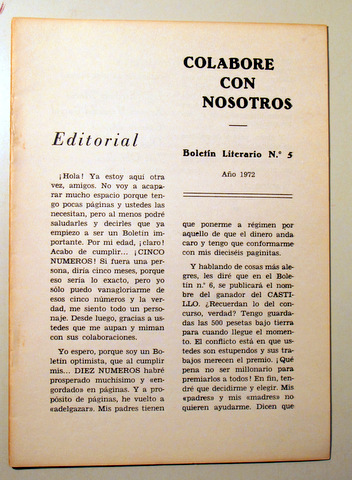 COLABORE
CON
NOSOTROS
Boletín Literario N.º 5
Año 1972
Editorial
¡Hola! Ya estoy aquí otra
vez, amigos. No voy a acapa-
rar mucho espacio porque tengo
poc͏as páginas y ustedes las
necesitan, pero al menos podré
saludarles y decirles que ya
empiezo a ser un Boletín im-
portante. Por mi edad, ¡claro!
Acabo de cumplir... ¡CINCO
NUMEROS! Si fuera una per-
sona, diría cinco meses, porque
eso sería lo exacto, pero yo
sólo puedo vanagloriarme de
esos cinco números y la ver-
dad, me siento todo un perso-
naje. Desde luego, gracias a us-
tedes que me aupan y miman
con sus colaboraciones.
Yo espero, porque soy un Bo-
letín optimista, que al cumplir
mis... DIEZ NUMEROS habré
prosperado muchísimo y «en-
gordado» en páginas. Y a pro-
pósito de páginas, he vuelto a
«adelgazar». Mis padres tienen
que ponerme a régimen por
aquello de que el dinero anda
caro y tengo que conformarme
con mis dieciséis paginitas.
Y hablando de cosas más ale-
gres, les diré que en el Bole-
tín n.º 6, se publicará el nom-
bre del ganador del CASTI-
LLO. ¿Recuerdan lo del con-
curso, verdad? Tengo guarda-
das las 500 pesetas bajo tierra
para cuando llegue el momen-
to. El conflicto está en que us-
tedes son estupendos y sus tra-
bajos merecen el premio. ¡Qué
pena no ser millonario para
premiarlos a todos! En fin, ten-
dré que decidirme y elegir. Mis
«padres» y mis «madres» no
quieren ayudarme. Dicen que